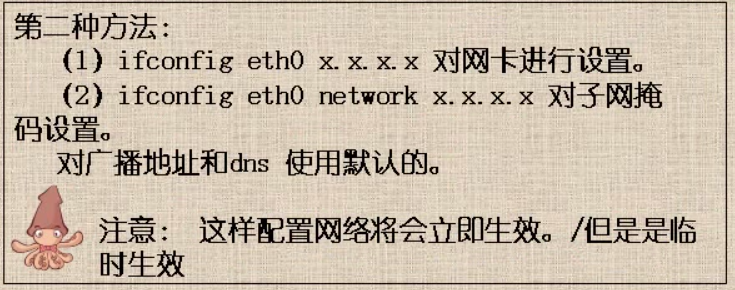 第二种方法:
(1) ifconfig eth0 x.x.x.x 对网卡进行设置。
(2) ifconfig eth0 network x.x.x.x 对子网掩
码设置。
对广播地址和dns 使用默认的。
注意: 这样配置网络将会立即生效。/但是是临
时生效